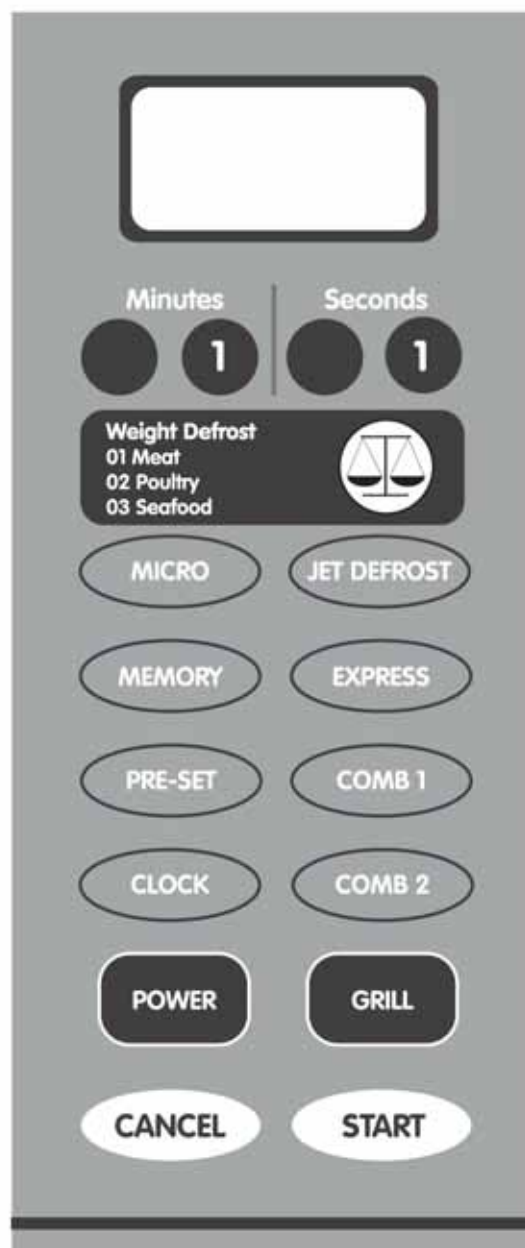 Minutes Seconds
1 1
Weight Defrost
01 Meat
02 Poultry
03 Seafood
MICRO JET DEFROST
MEMORY EXPRESS
PRE-SET COMB 1
CLOCK COMB 2
POWER GRILL
CANCEL START